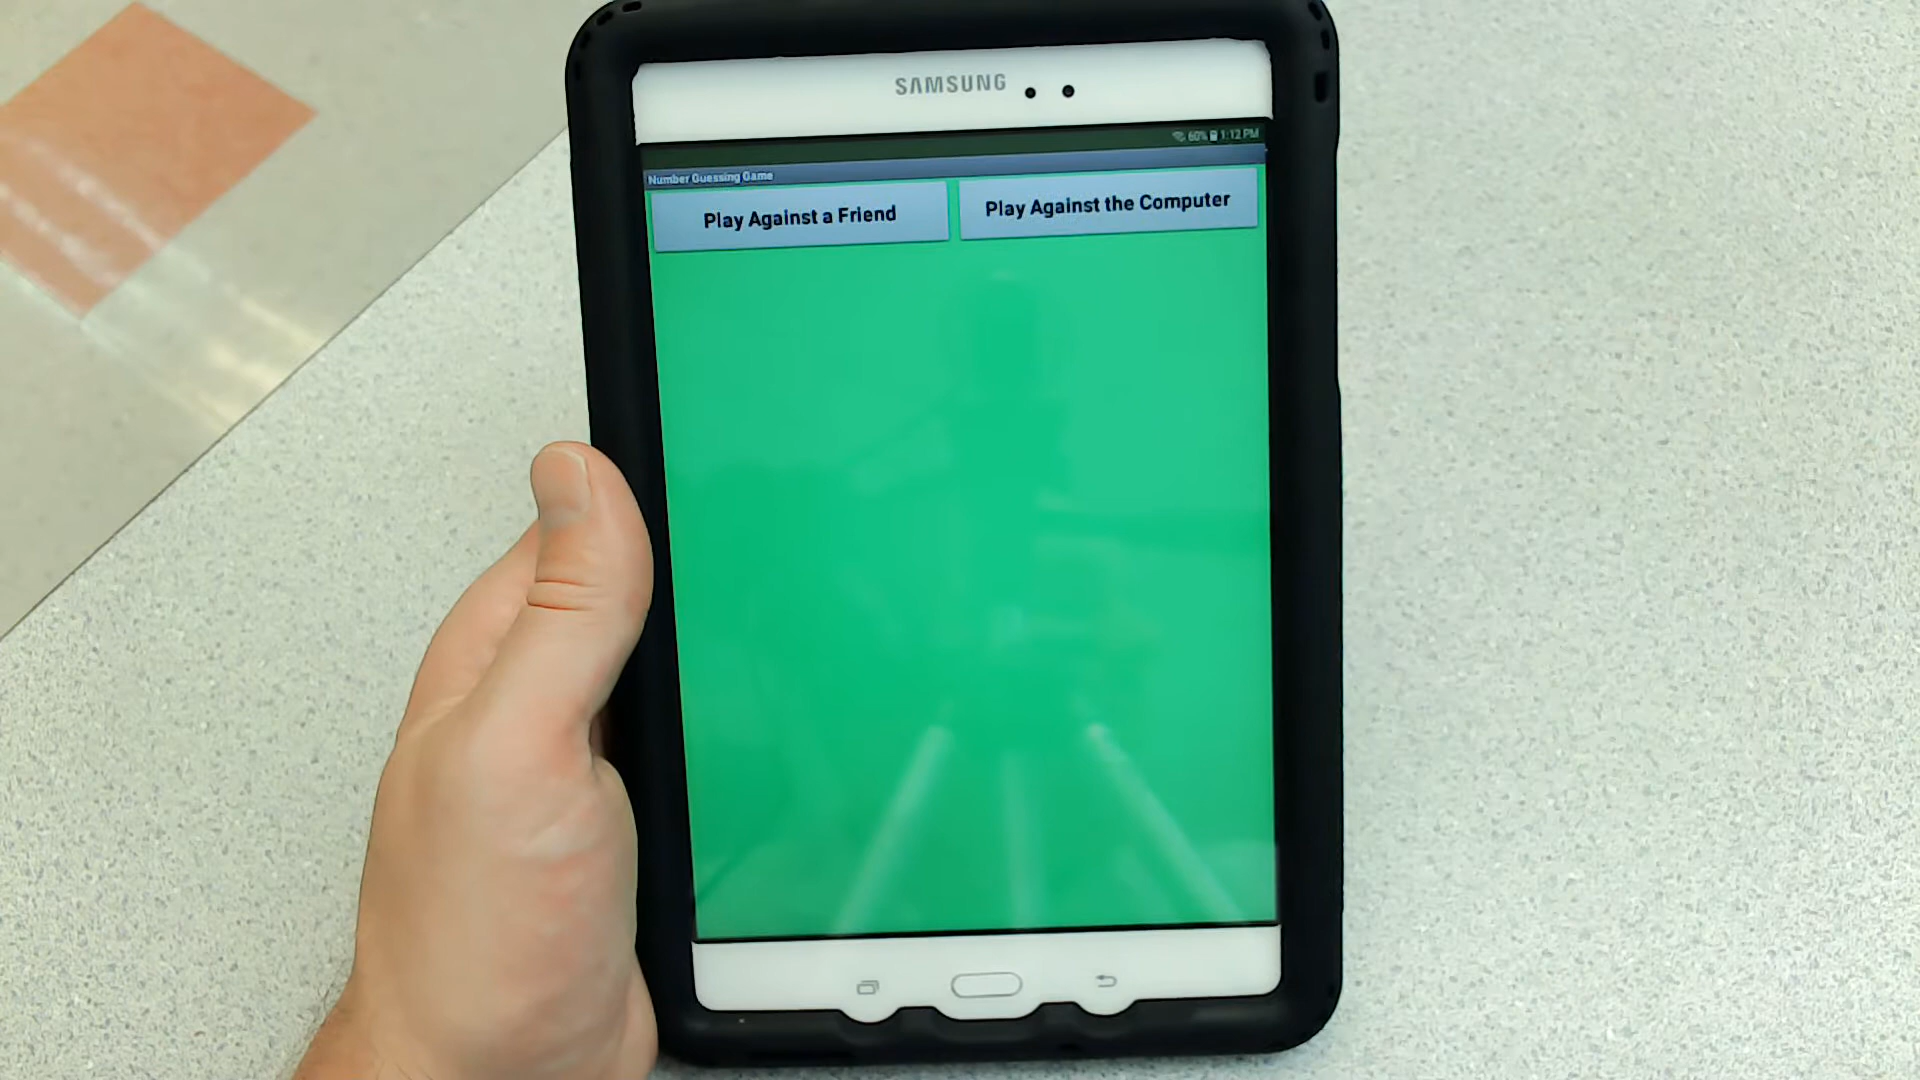 SAMSUNG
60% 1:12 PM
Number Guessing Game
Play Against a Friend
Play Against the Computer